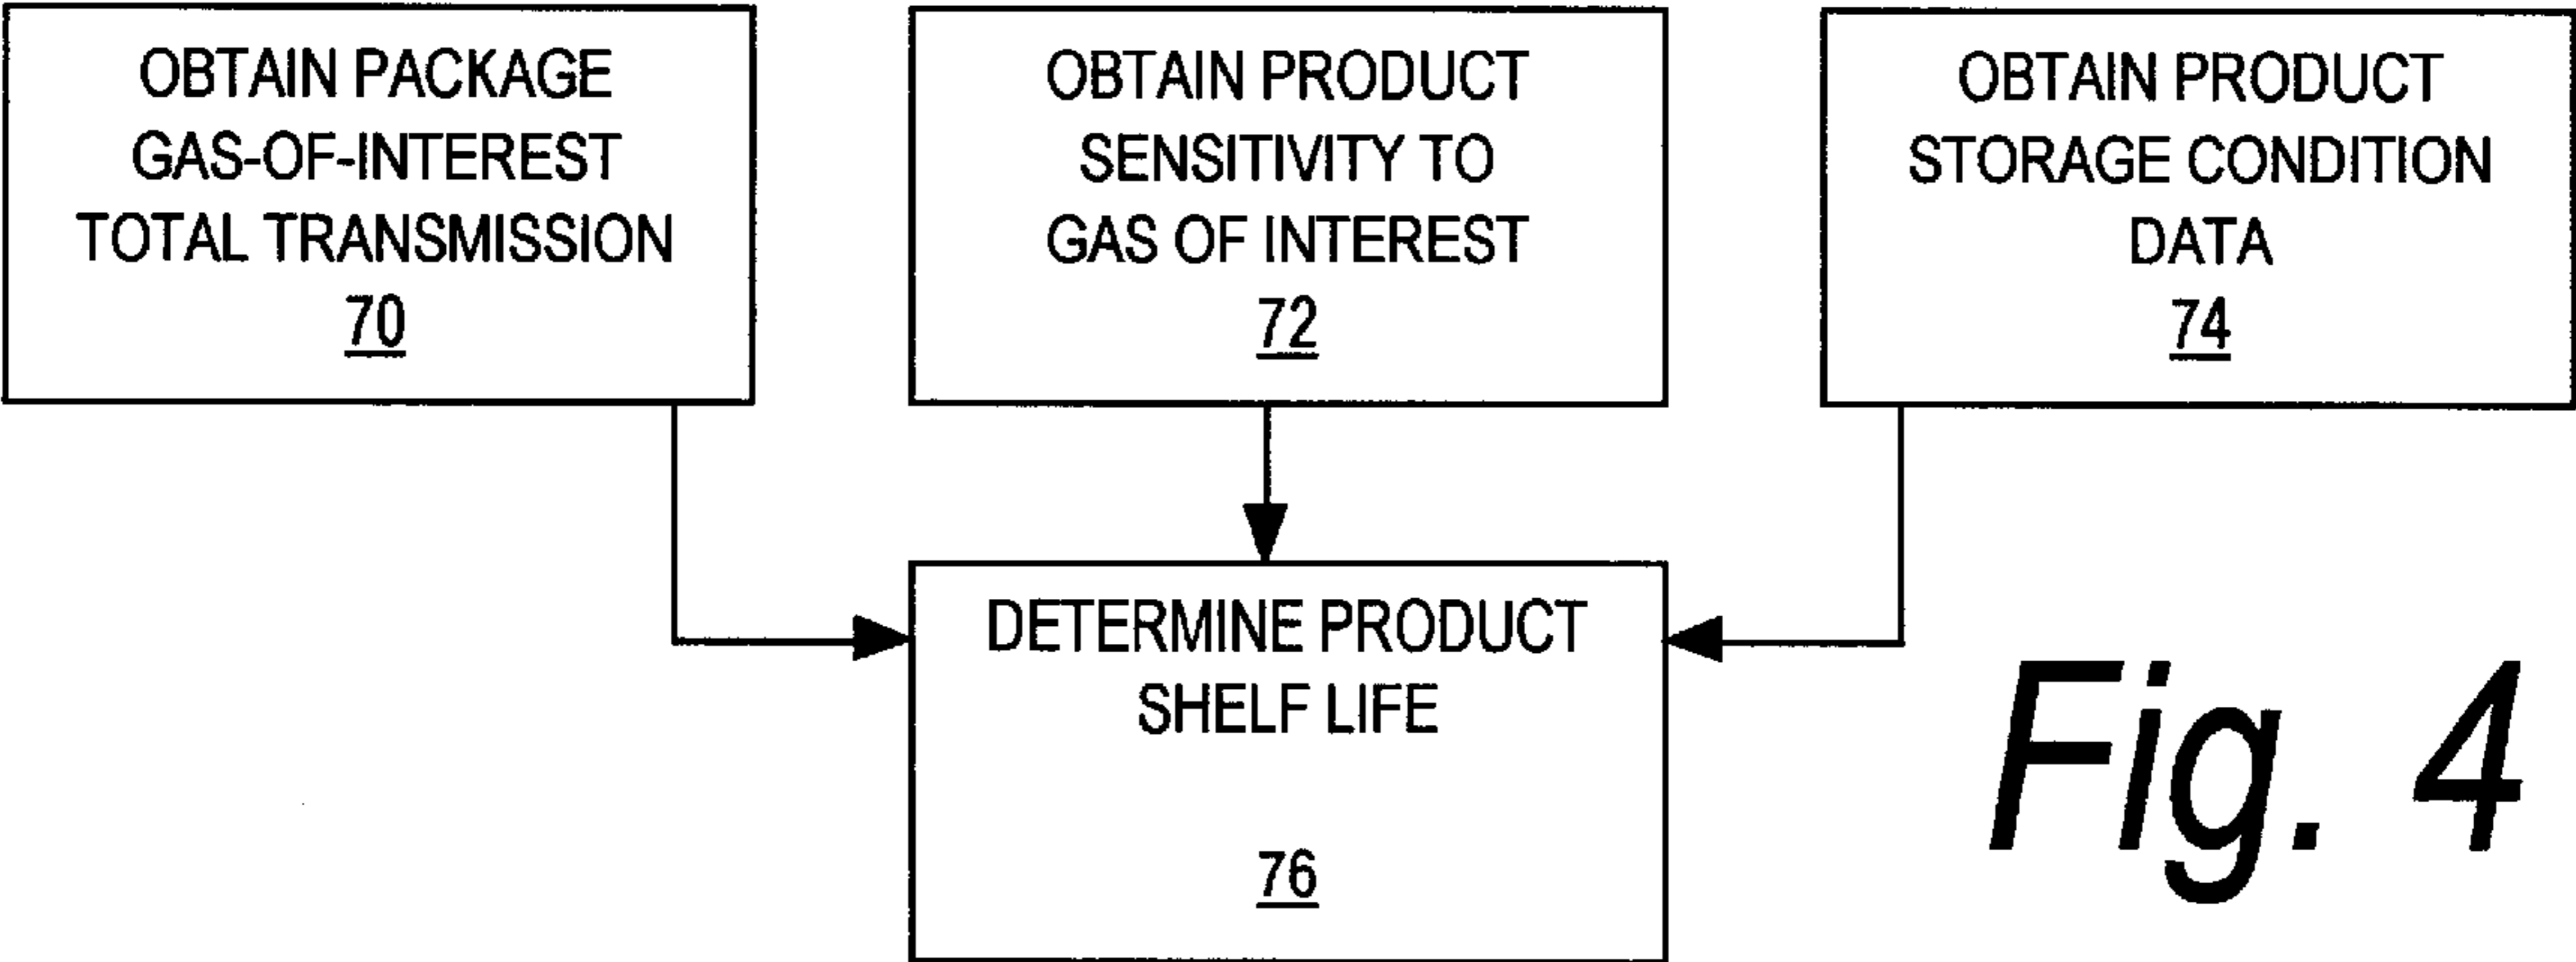 OBTAIN PACKAGE
GAS-OF-INTEREST
TOTAL TRANSMISSION
70
OBTAIN PRODUCT
SENSITIVITY TO
GAS OF INTEREST
72
OBTAIN PRODUCT
STORAGE CONDITION
DATA
74
DETERMINE PRODUCT
SHELF LIFE
76
Fig. 4